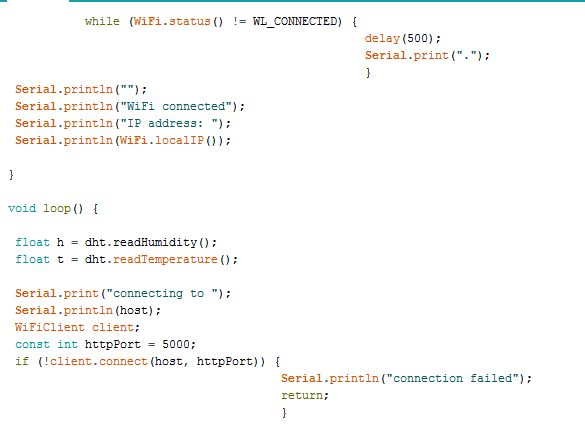 while (WiFi.status() != WL_CONNECTED) {
delay(500);
Serial.print(".");
}
Serial.println("");
Serial.println("WiFi connected");
Serial.println("IP address: ");
Serial.println(WiFi.localIP());
}
void loop() {
float h = dht.readHumidity();
float t = dht.readTemperature();
Serial.print("connecting to ");
Serial.println(host);
WiFiClient client;
const int httpPort = 5000;
if (!client.connect(host, httpPort)) {
Serial.println("connection failed");
return;
}